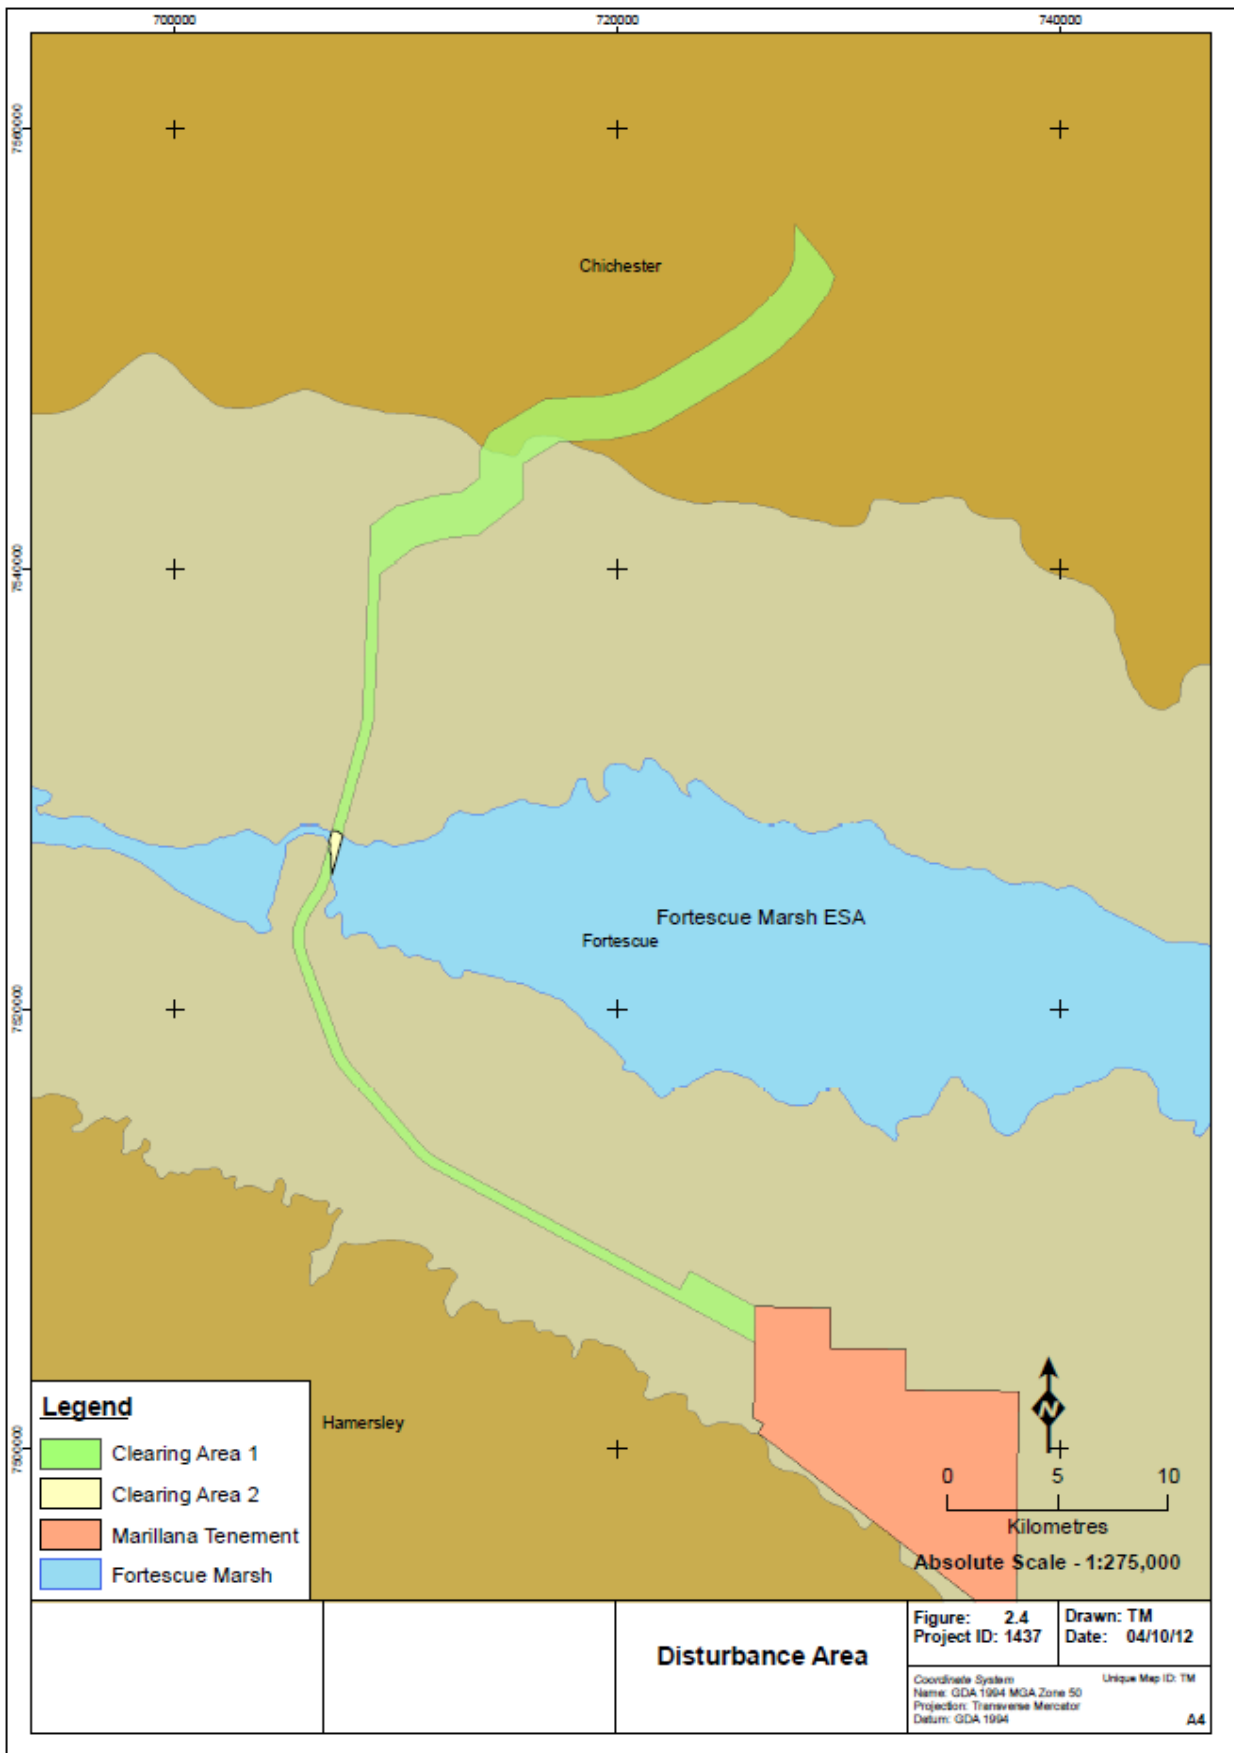 700000
720000
740000
7560000
7540000
7520000
7500000
Chichester
Fortescue Marsh ESA
Fortescue
Hamersley
Legend
Clearing Area 1
Clearing Area 2
Marillana Tenement
Fortescue Marsh
N
0 5 10
Kilometres
Absolute Scale - 1:275,000
Disturbance Area
Figure: 2.4
Project ID: 1437
Drawn: TM
Date: 04/10/12
Coordinate System
Name: GDA 1994 MGA Zone 50
Projection: Transverse Mercator
Datum: GDA 1994
Unique Map ID: TM
A4